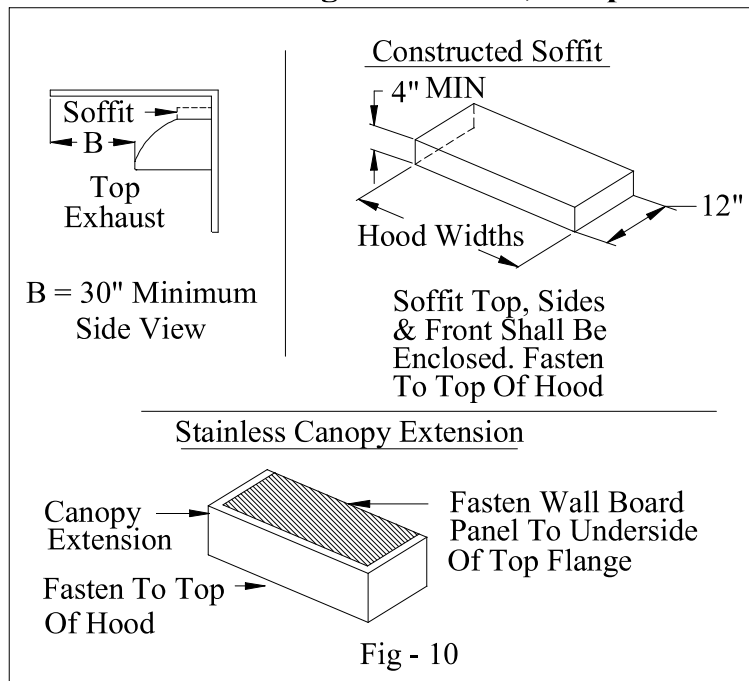 Constructed Soffit
4" MIN
Soffit
B
Top
Exhaust
12"
Hood Widths
B = 30" Minimum
Side View
Soffit Top, Sides
& Front Shall Be
Enclosed. Fasten
To Top Of Hood
Stainless Canopy Extension
Canopy
Extension
Fasten Wall Board
Panel To Underside
Of Top Flange
Fasten To Top
Of Hood
Fig - 10